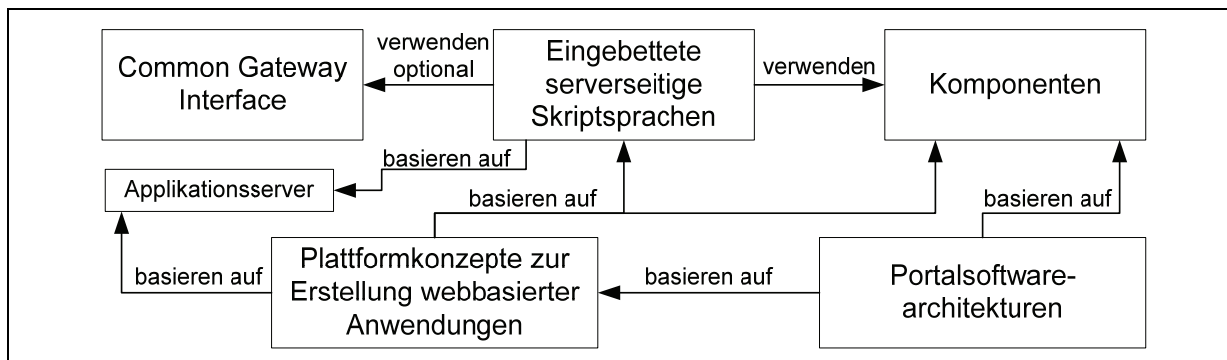 Common Gateway
Interface
verwenden
optional
Eingebettete
serverseitige
Skriptsprachen
verwenden
Komponenten
basieren auf
Applikationsserver
basieren auf
basieren auf
basieren auf
Plattformkonzepte zur
Erstellung webbasierter
Anwendungen
basieren auf
Portalsoftware-
architekturen